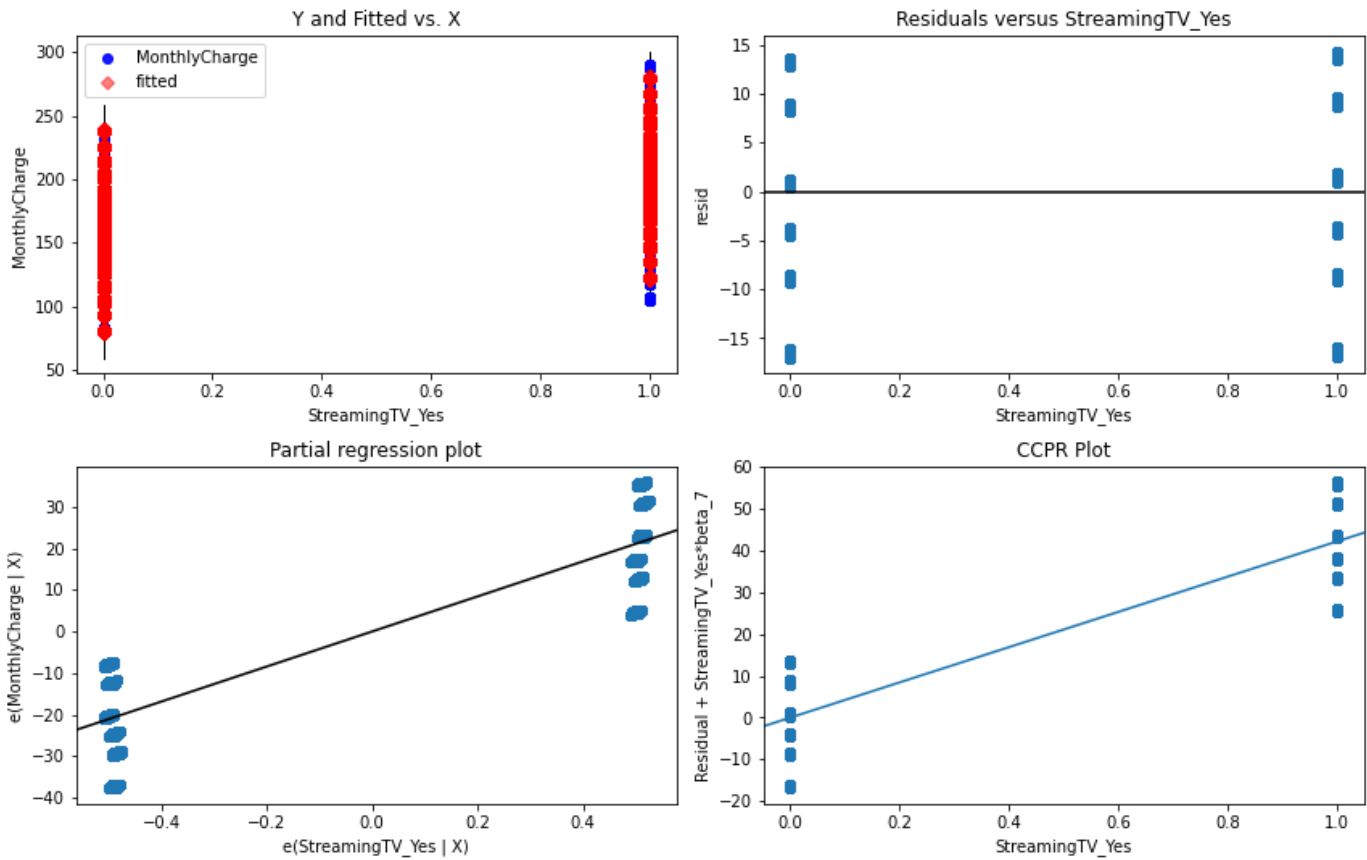 Y and Fitted vs. X
MonthlyCharge
fitted
300
250
200
150
100
50
MonthlyCharge
0.0 0.2 0.4 0.6 0.8 1.0
StreamingTV_Yes
Residuals versus StreamingTV_Yes
15
10
5
0
−5
−10
−15
resid
0.0 0.2 0.4 0.6 0.8 1.0
StreamingTV_Yes
Partial regression plot
30
20
10
0
−10
−20
−30
−40
e(MonthlyCharge | X)
−0.4 −0.2 0.0 0.2 0.4
e(StreamingTV_Yes | X)
CCPR Plot
60
50
40
30
20
10
0
−10
−20
Residual + StreamingTV_Yes*beta_7
0.0 0.2 0.4 0.6 0.8 1.0
StreamingTV_Yes